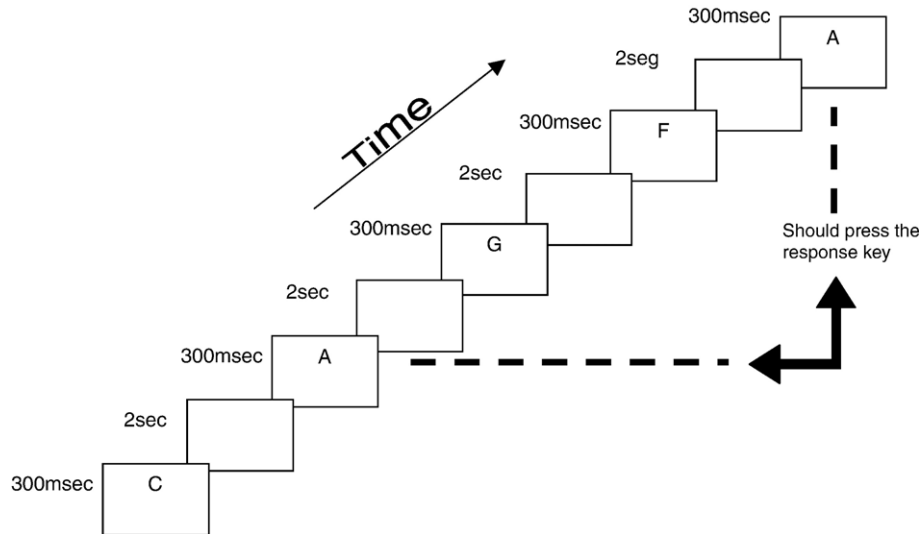 300msec
A
2seg
300msec
F
Time
2sec
300msec
G
Should press the
response key
2sec
300msec
A
2sec
300msec
C